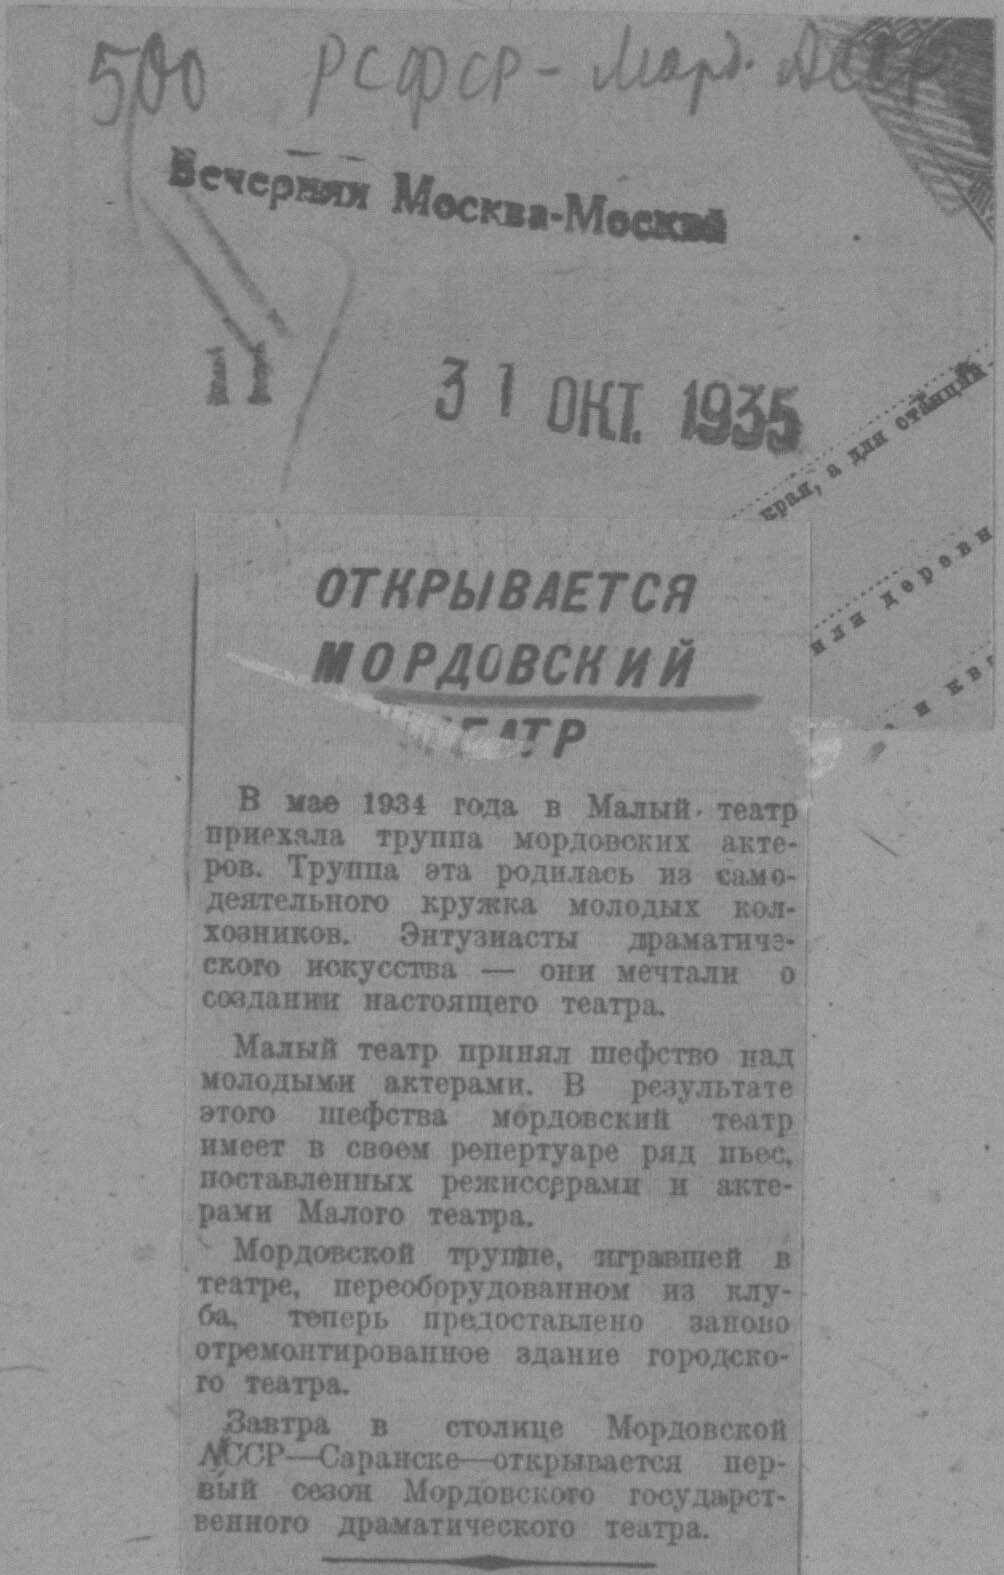 500 РСФСР - Морд. АССР
Вечерняя Москва-Москва
31 ОКТ. 1935
края, а для станция
или деревн
и ква
ОТКРЫВАЕТСЯ
МОРДОВСКИЙ
ТЕАТР
В мае 1934 года в Малый театр
приехала труппа мордовских акте-
ров. Труппа эта родилась из само-
деятельного кружка молодых кол-
хозников. Энтузиасты драматиче-
ского искусства — они мечтали о
создании настоящего театра.
Малый театр принял шефство над
молодыми актерами. В результате
этого шефства мордовский театр
имеет в своем репертуаре ряд пьес,
поставленных режиссерами и акте-
рами Малого театра.
Мордовской труппе, игравшей в
театре, переоборудованном из клу-
ба, теперь предоставлено заново
отремонтированное здание городско-
го театра.
Завтра в столице Мордовской
АССР—Саранске—открывается пер-
вый сезон Мордовского государст-
венного драматического театра.